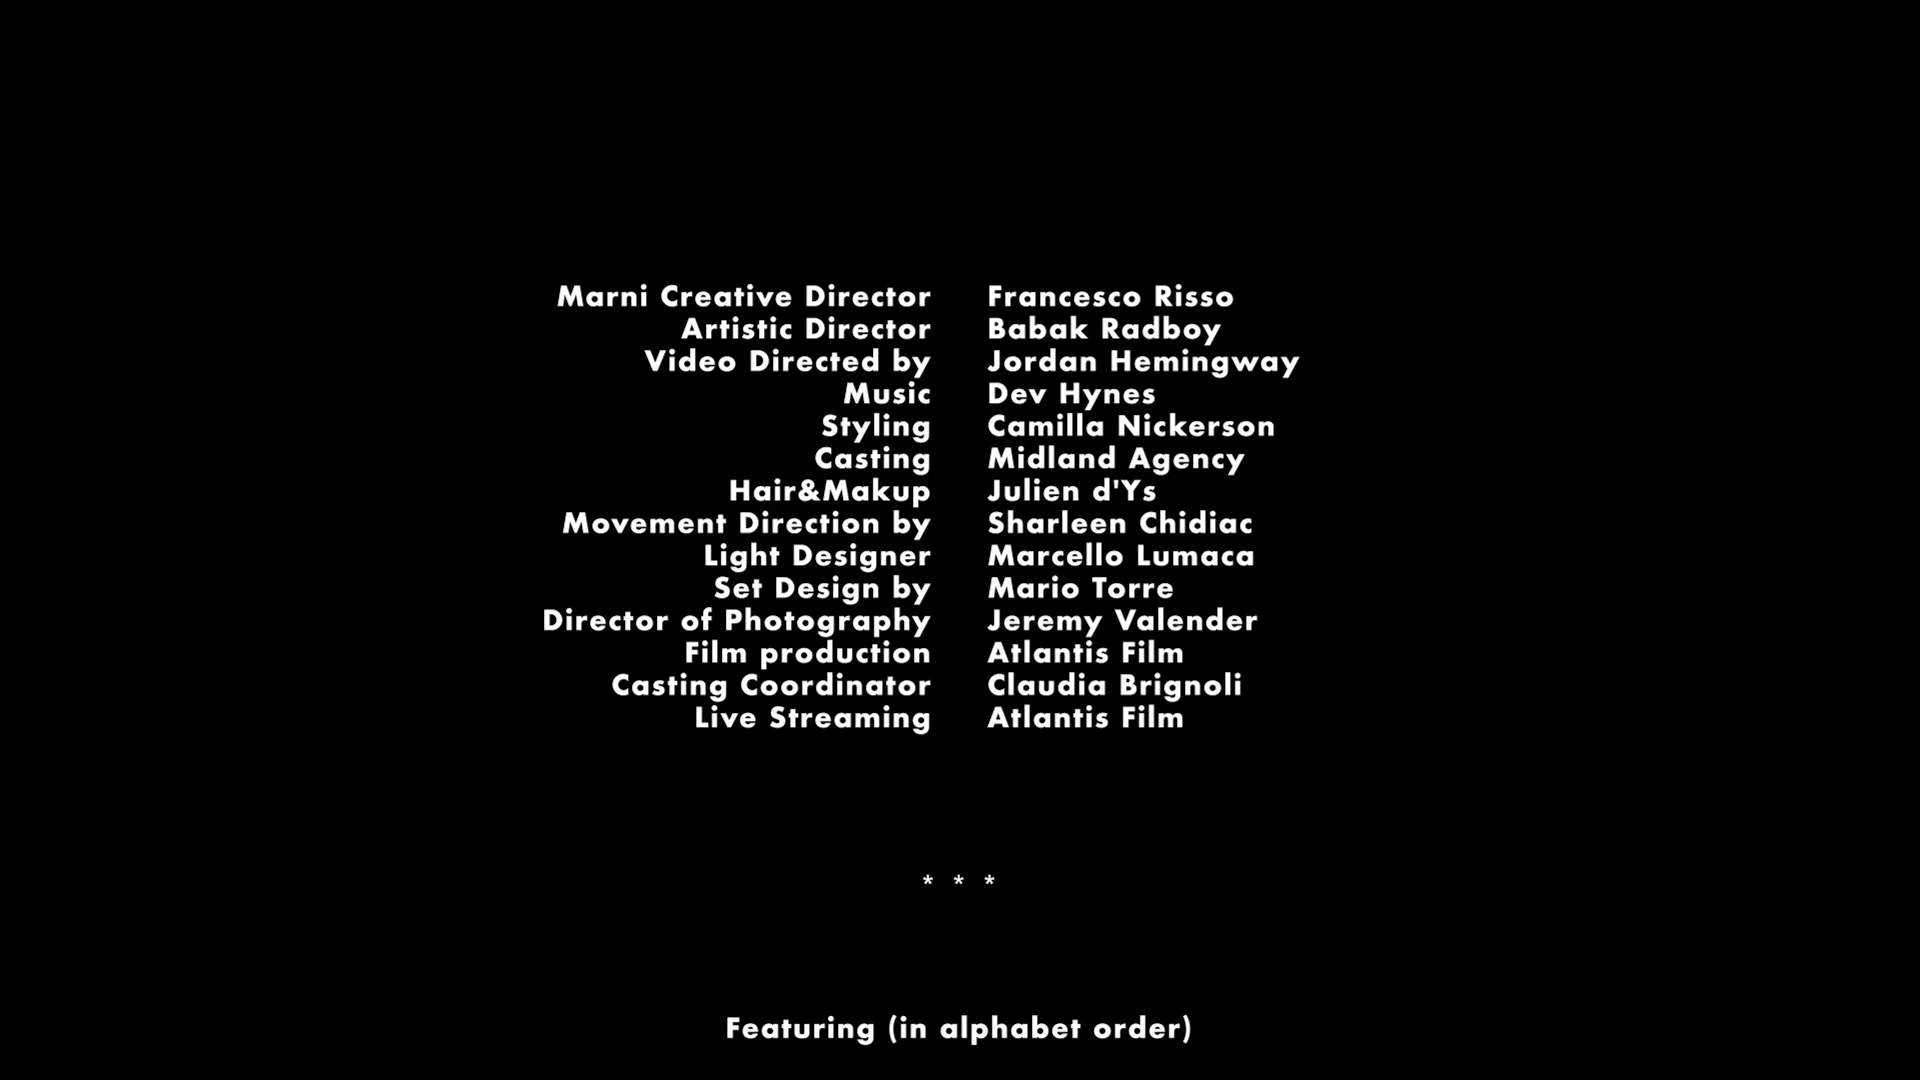 Marni Creative Director Francesco Risso
Artistic Director Babak Radboy
Video Directed by Jordan Hemingway
Music Dev Hynes
Styling Camilla Nickerson
Casting Midland Agency
Hair&Makup Julien d'Ys
Movement Direction by Sharleen Chidiac
Light Designer Marcello Lumaca
Set Design by Mario Torre
Director of Photography Jeremy Valender
Film production Atlantis Film
Casting Coordinator Claudia Brignoli
Live Streaming Atlantis Film
* * *
Featuring (in alphabet order)